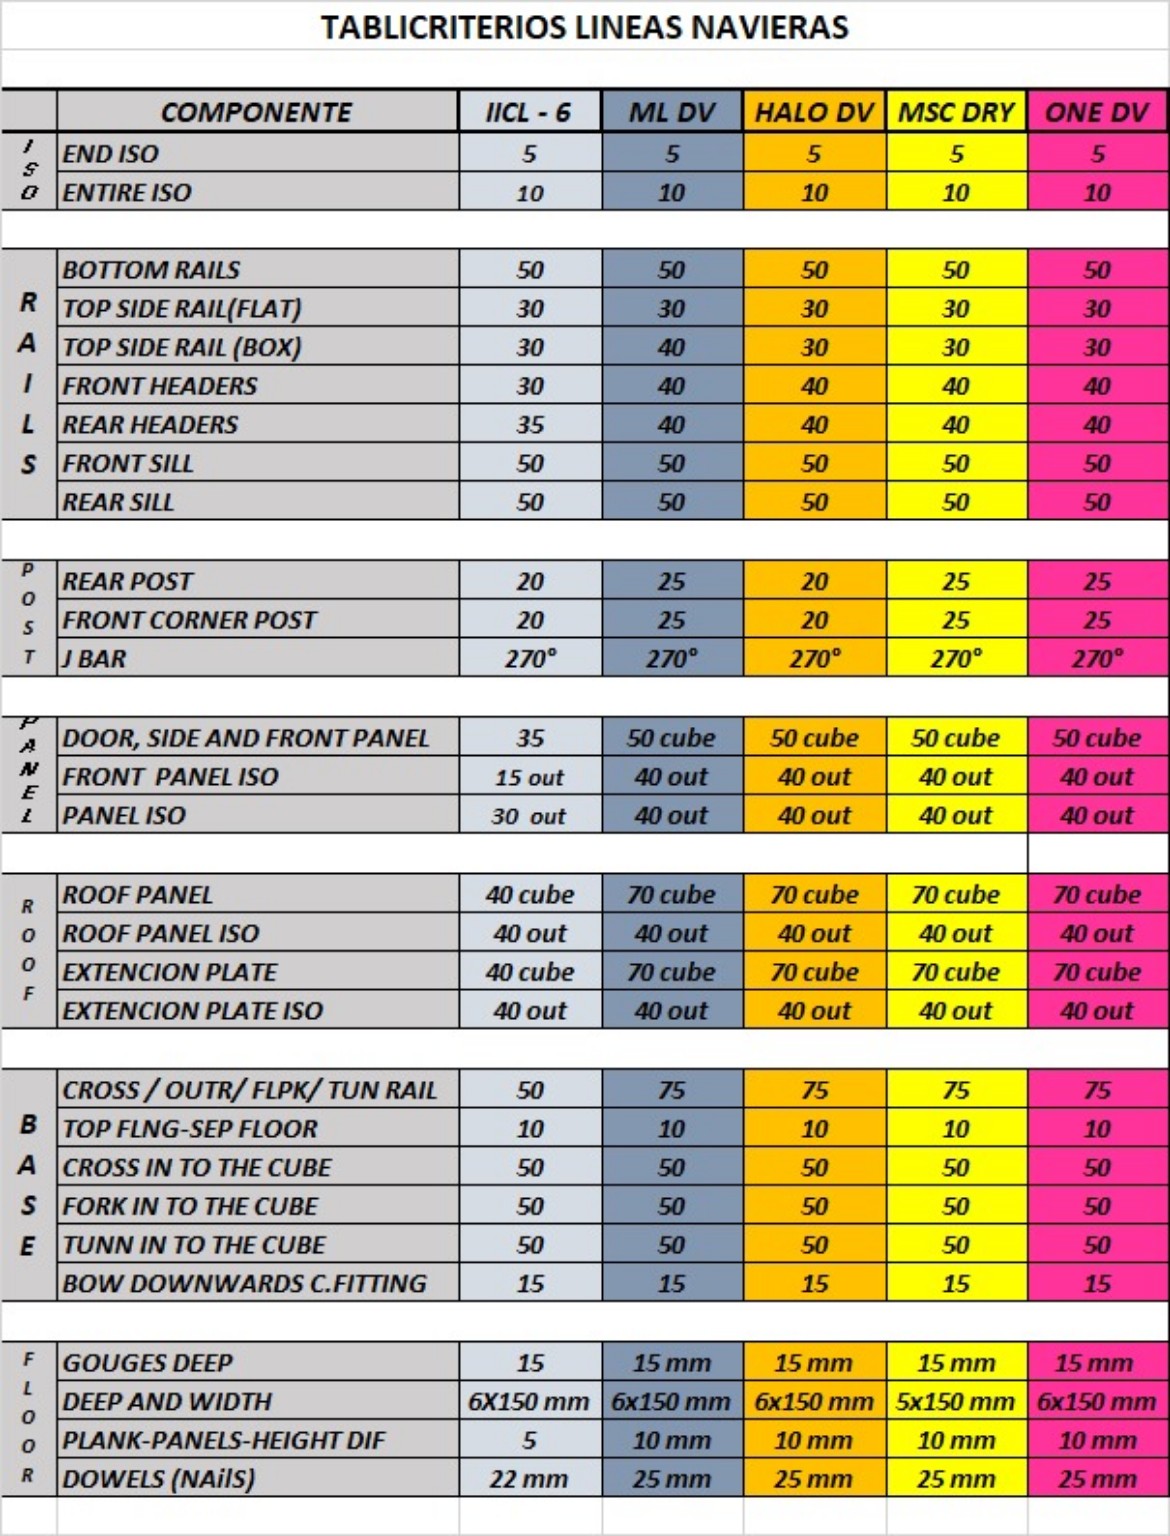 TABLICRITERIOS LINEAS NAVIERAS
COMPONENTE IICL - 6 ML DV HALO DV MSC DRY ONE DV
ISO
END ISO 5 5 5 5 5
ENTIRE ISO 10 10 10 10 10
RAILS
BOTTOM RAILS 50 50 50 50 50
TOP SIDE RAIL(FLAT) 30 30 30 30 30
TOP SIDE RAIL (BOX) 30 40 30 30 30
FRONT HEADERS 30 40 40 40 40
REAR HEADERS 35 40 40 40 40
FRONT SILL 50 50 50 50 50
REAR SILL 50 50 50 50 50
POST
REAR POST 20 25 20 25 25
FRONT CORNER POST 20 25 20 25 25
J BAR 270° 270° 270° 270° 270°
PANEL
DOOR, SIDE AND FRONT PANEL 35 50 cube 50 cube 50 cube 50 cube
FRONT PANEL ISO 15 out 40 out 40 out 40 out 40 out
PANEL ISO 30 out 40 out 40 out 40 out 40 out
ROOF
ROOF PANEL 40 cube 70 cube 70 cube 70 cube 70 cube
ROOF PANEL ISO 40 out 40 out 40 out 40 out 40 out
EXTENCION PLATE 40 cube 70 cube 70 cube 70 cube 70 cube
EXTENCION PLATE ISO 40 out 40 out 40 out 40 out 40 out
BASE
CROSS / OUTR/ FLPK/ TUN RAIL 50 75 75 75 75
TOP FLNG-SEP FLOOR 10 10 10 10 10
CROSS IN TO THE CUBE 50 50 50 50 50
FORK IN TO THE CUBE 50 50 50 50 50
TUNN IN TO THE CUBE 50 50 50 50 50
BOW DOWNWARDS C.FITTING 15 15 15 15 15
FLOOR
GOUGES DEEP 15 15 mm 15 mm 15 mm 15 mm
DEEP AND WIDTH 6X150 mm 6x150 mm 6x150 mm 5x150 mm 6x150 mm
PLANK-PANELS-HEIGHT DIF 5 10 mm 10 mm 10 mm 10 mm
DOWELS (NAilS) 22 mm 25 mm 25 mm 25 mm 25 mm